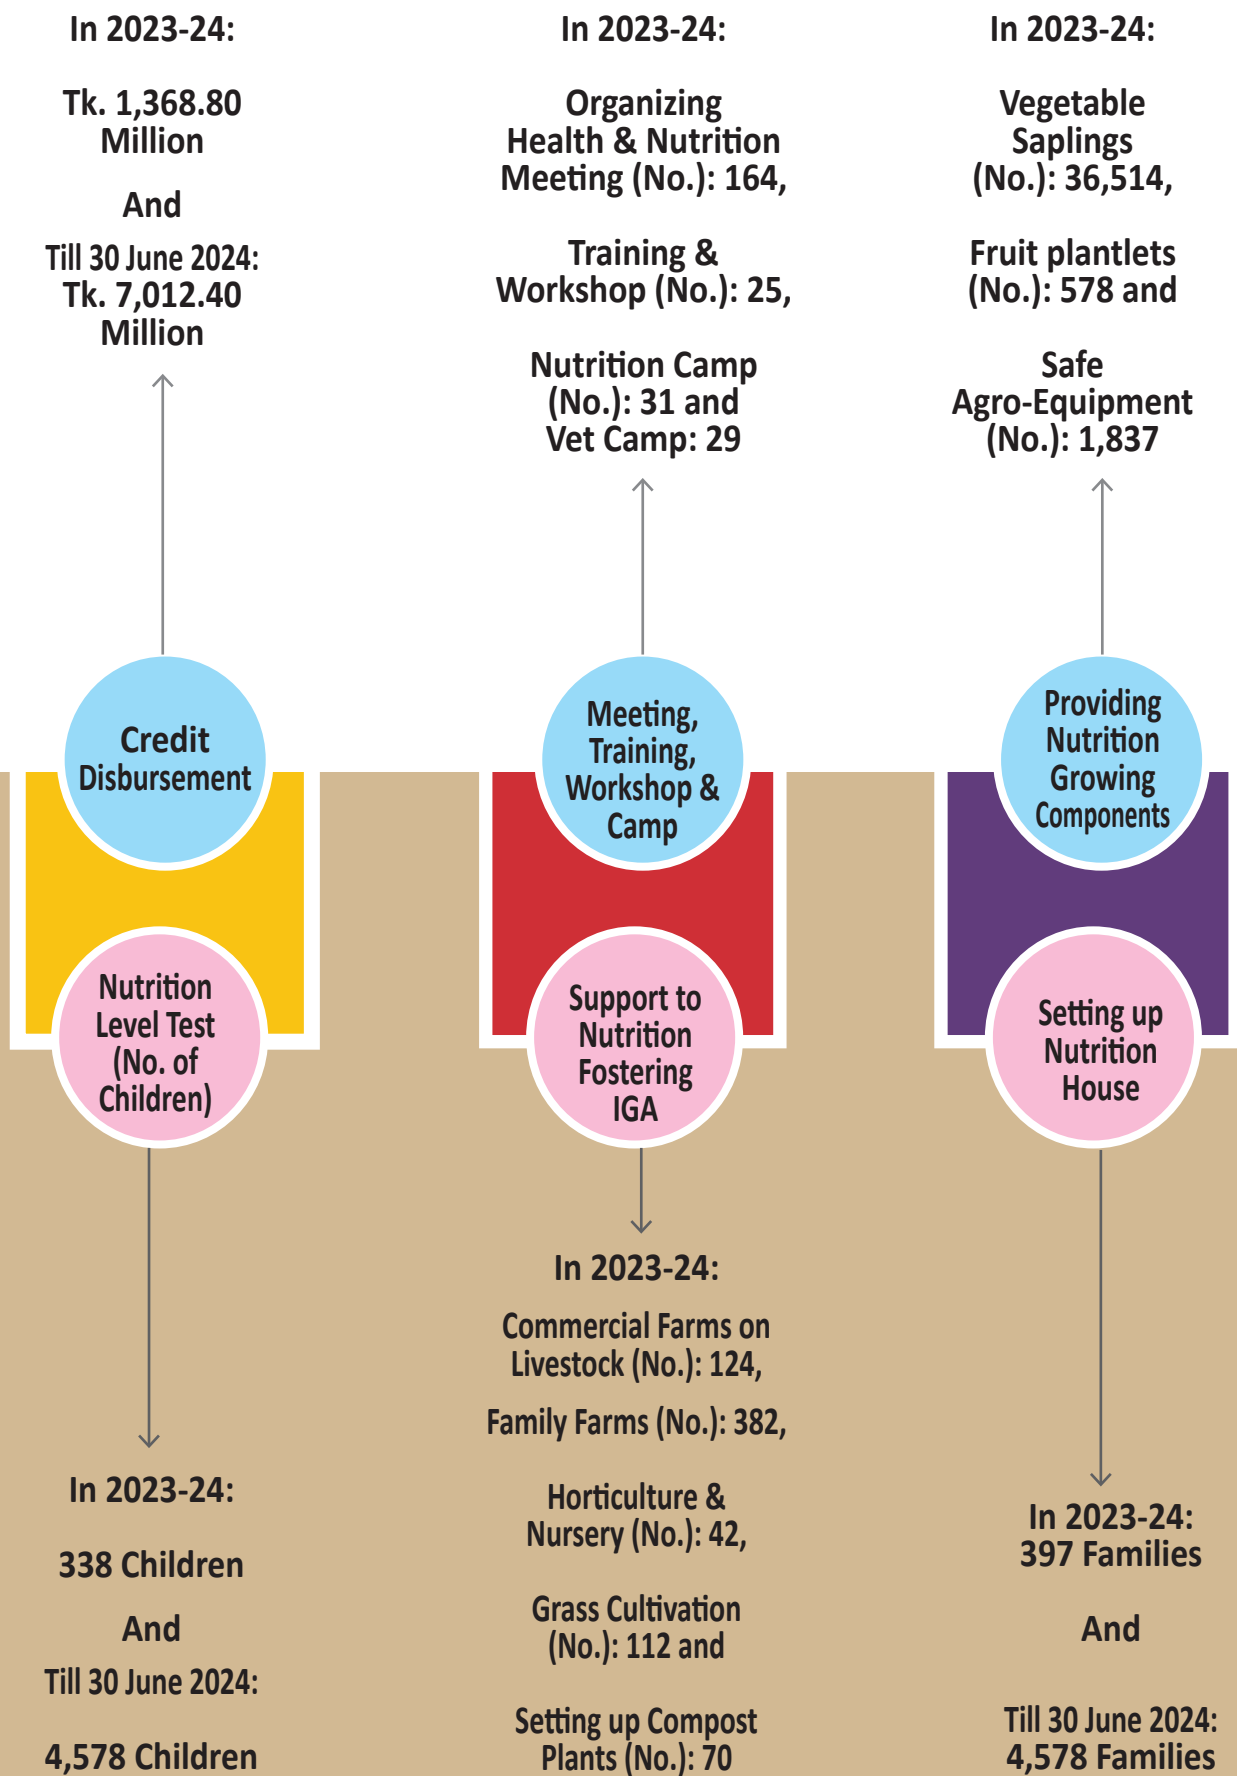 In 2023-24:
Tk. 1,368.80
Million
And
Till 30 June 2024:
Tk. 7,012.40
Million
In 2023-24:
Organizing
Health & Nutrition
Meeting (No.): 164,
Training &
Workshop (No.): 25,
Nutrition Camp
(No.): 31 and
Vet Camp: 29
In 2023-24:
Vegetable
Saplings
(No.): 36,514,
Fruit plantlets
(No.): 578 and
Safe
Agro-Equipment
(No.): 1,837
Credit
Disbursement
Meeting,
Training,
Workshop &
Camp
Providing
Nutrition
Growing
Components
Nutrition
Level Test
(No. of
Children)
Support to
Nutrition
Fostering
IGA
Setting up
Nutrition
House
In 2023-24:
338 Children
And
Till 30 June 2024:
4,578 Children
In 2023-24:
Commercial Farms on
Livestock (No.): 124,
Family Farms (No.): 382,
Horticulture &
Nursery (No.): 42,
Grass Cultivation
(No.): 112 and
Setting up Compost
Plants (No.): 70
In 2023-24:
397 Families
And
Till 30 June 2024:
4,578 Families